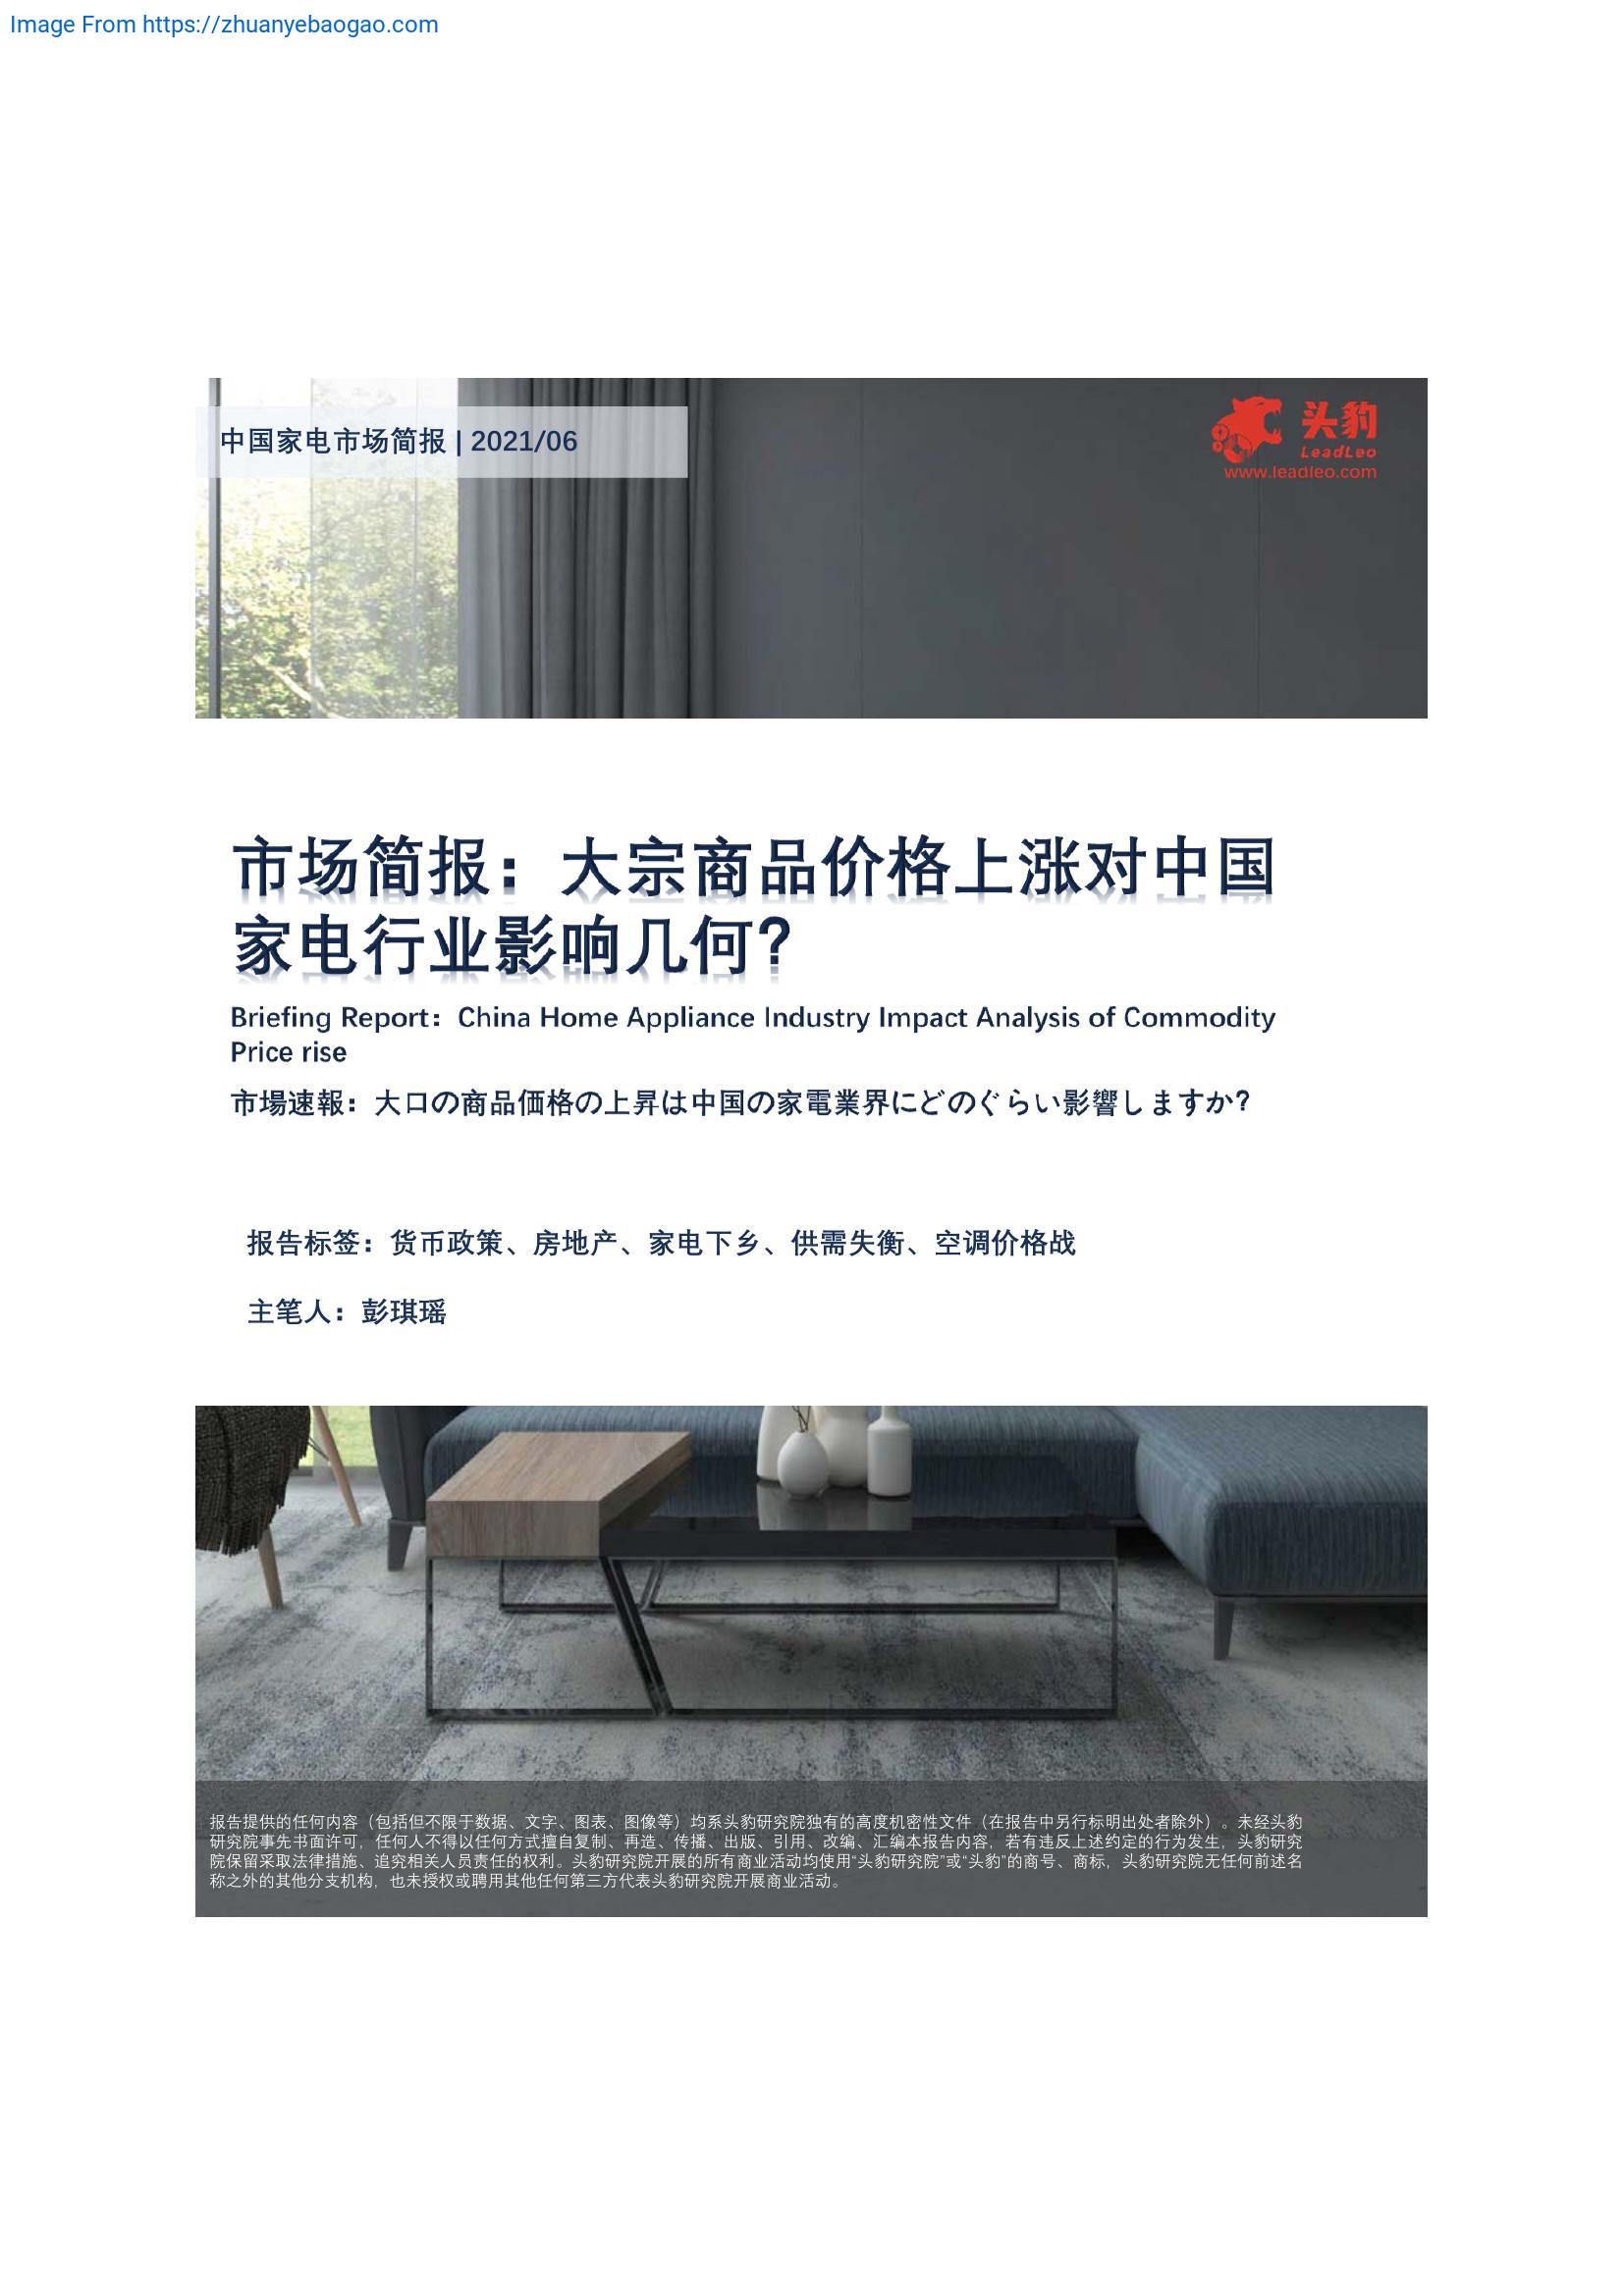 Image From https://zhuanyebaogao.com
中国家电市场简报 | 2021/06
头豹
LeadLeo
www.leadleo.com
市场简报：大宗商品价格上涨对中国
家电行业影响几何?
Briefing Report：China Home Appliance Industry Impact Analysis of Commodity
Price rise
市場速報：大口の商品価格の上昇は中国の家電業界にどのぐらい影響しますか?
报告标签：货币政策、房地产、家电下乡、供需失衡、空调价格战
主笔人：彭琪瑶
报告提供的任何内容（包括但不限于数据、文字、图表、图像等）均系头豹研究院独有的高度机密性文件（在报告中另行标明出处者除外）。未经头豹
研究院事先书面许可，任何人不得以任何方式擅自复制、再造、传播、出版、引用、改编、汇编本报告内容，若有违反上述约定的行为发生，头豹研究
院保留采取法律措施、追究相关人员责任的权利。头豹研究院开展的所有商业活动均使用“头豹研究院”或“头豹”的商号、商标，头豹研究院无任何前述名
称之外的其他分支机构，也未授权或聘用其他任何第三方代表头豹研究院开展商业活动。